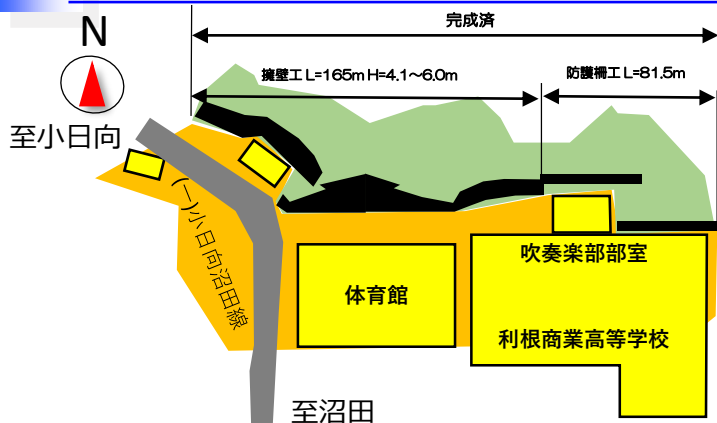 完成済
N
擁壁工 L=165m H=4.1～6.0m
防護柵工 L=81.5m
至小日向
(一)小日向沼田線
吹奏楽部部室
体育館
利根商業高等学校
至沼田